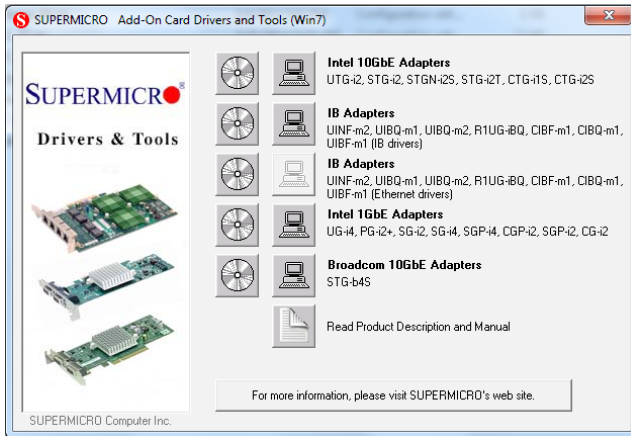 SUPERMICRO Add-On Card Drivers and Tools (Win7)
SUPERMICRO
Drivers & Tools
Intel 10GbE Adapters
UTG-i2, STG-i2, STGN-i2S, STG-i2T, CTG-i1S, CTG-i2S
IB Adapters
UINF-m2, UIBQ-m1, UIBQ-m2, R1UG-iBQ, CIBF-m1, CIBQ-m1,
UIBF-m1 (IB drivers)
IB Adapters
UINF-m2, UIBQ-m1, UIBQ-m2, R1UG-iBQ, CIBF-m1, CIBQ-m1,
UIBF-m1 (Ethernet drivers)
Intel 1GbE Adapters
UG-i4, PG-i2+, SG-i2, SG-i4, SGP-i4, CGP-i2, SGP-i2, CG-i2
Broadcom 10GbE Adapters
STG-b4S
Read Product Description and Manual
For more information, please visit SUPERMICRO's web site.
SUPERMICRO Computer Inc.